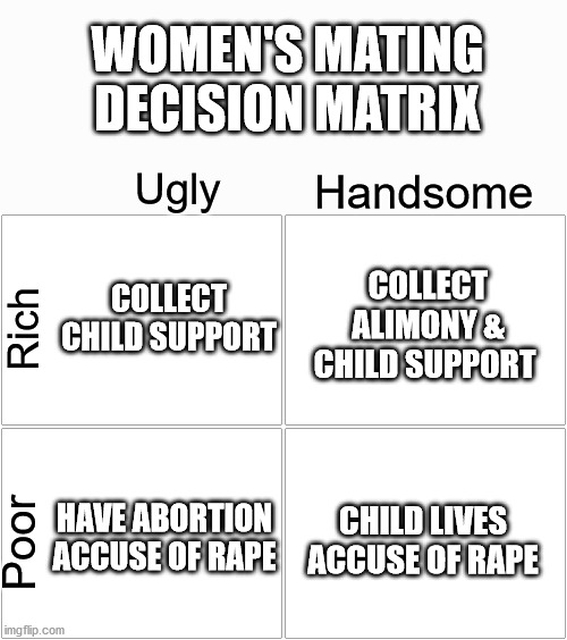 WOMEN'S MATING
DECISION MATRIX
Ugly
Handsome
Rich
COLLECT
CHILD SUPPORT
COLLECT
ALIMONY &
CHILD SUPPORT
Poor
HAVE ABORTION
ACCUSE OF RAPE
CHILD LIVES
ACCUSE OF RAPE
imgflip.com